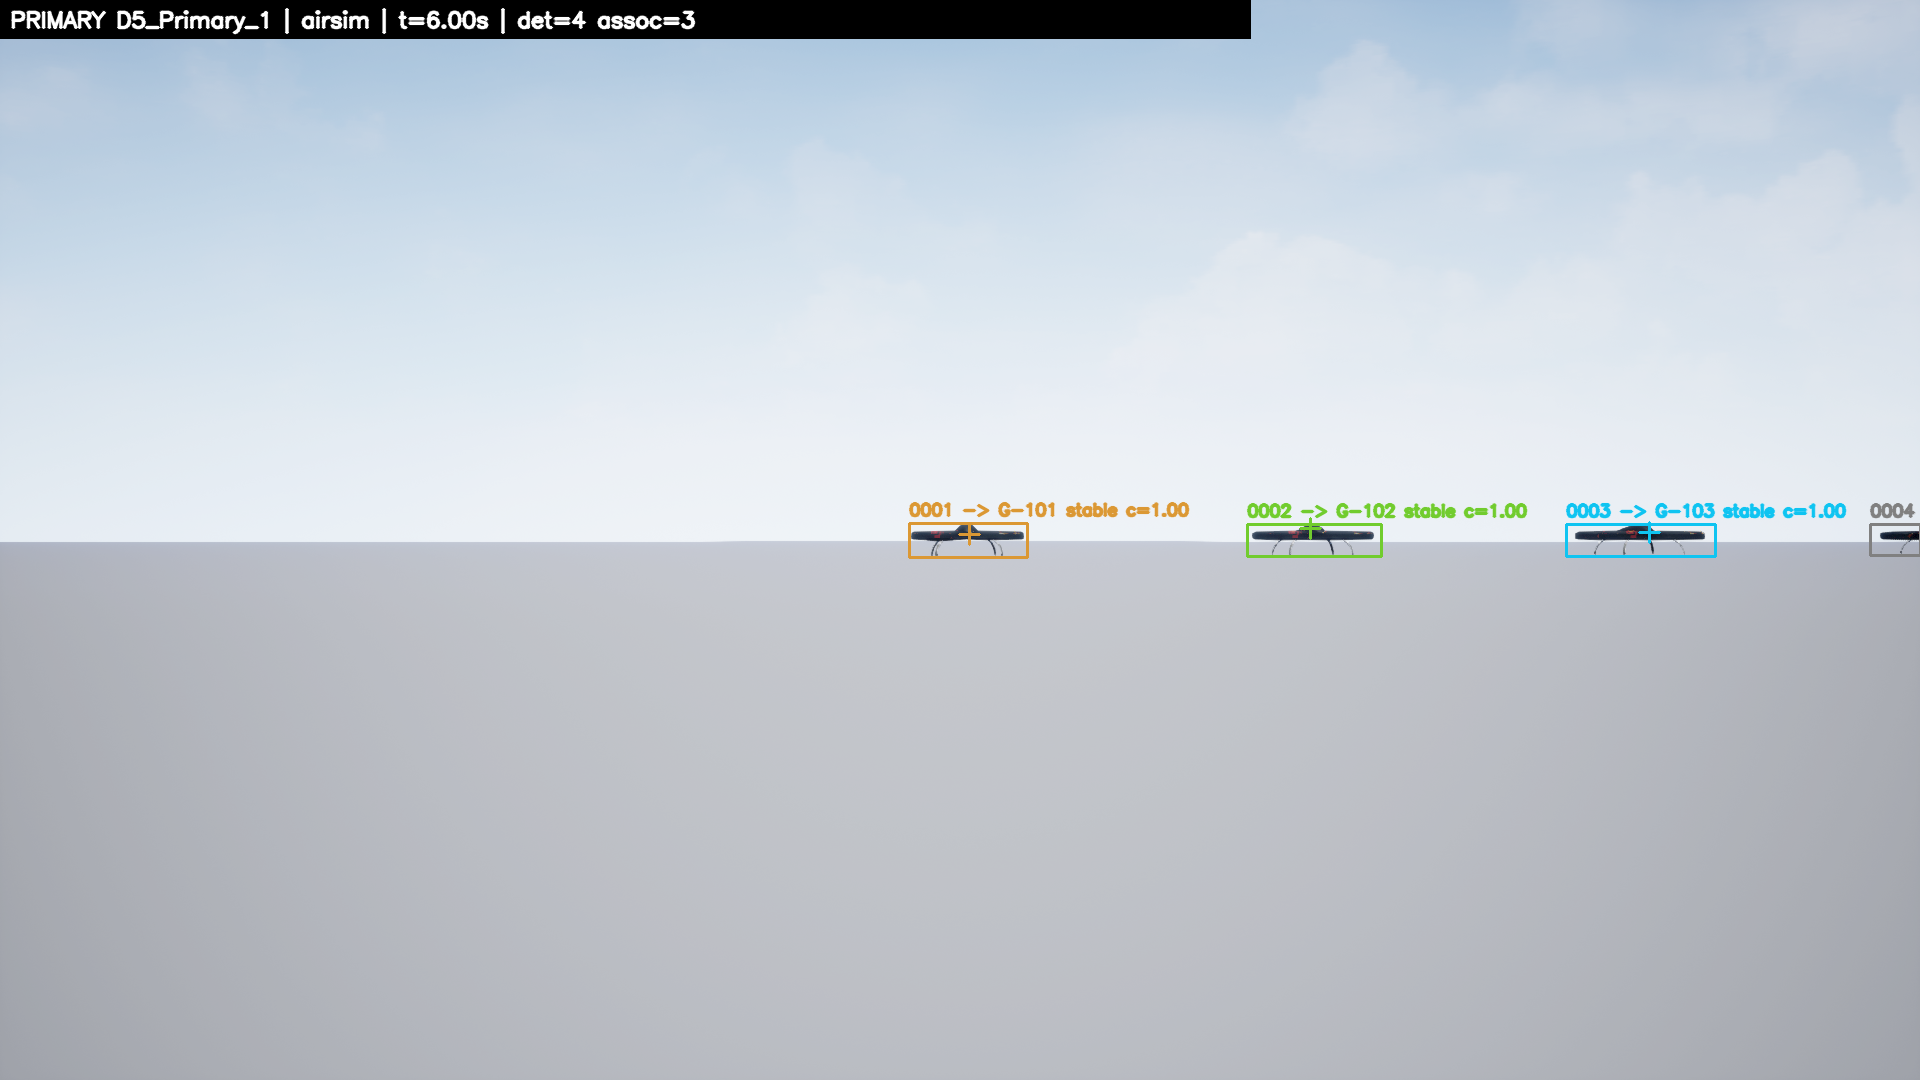 PRIMARY D5_Primary_1 | airsim | t=6.00s | det=4 assoc=3
0001 -> G-101 stable c=1.00
0002 -> G-102 stable c=1.00
0003 -> G-103 stable c=1.00
0004